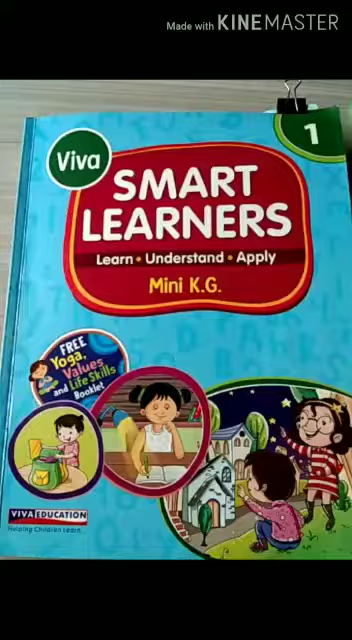 Made with KINEMASTER
1
Viva
SMART
LEARNERS
Learn • Understand • Apply
Mini K.G.
FREE
Yoga,
Values
and Life Skills
Booklet
VIVA EDUCATION
Helping Children Learn...